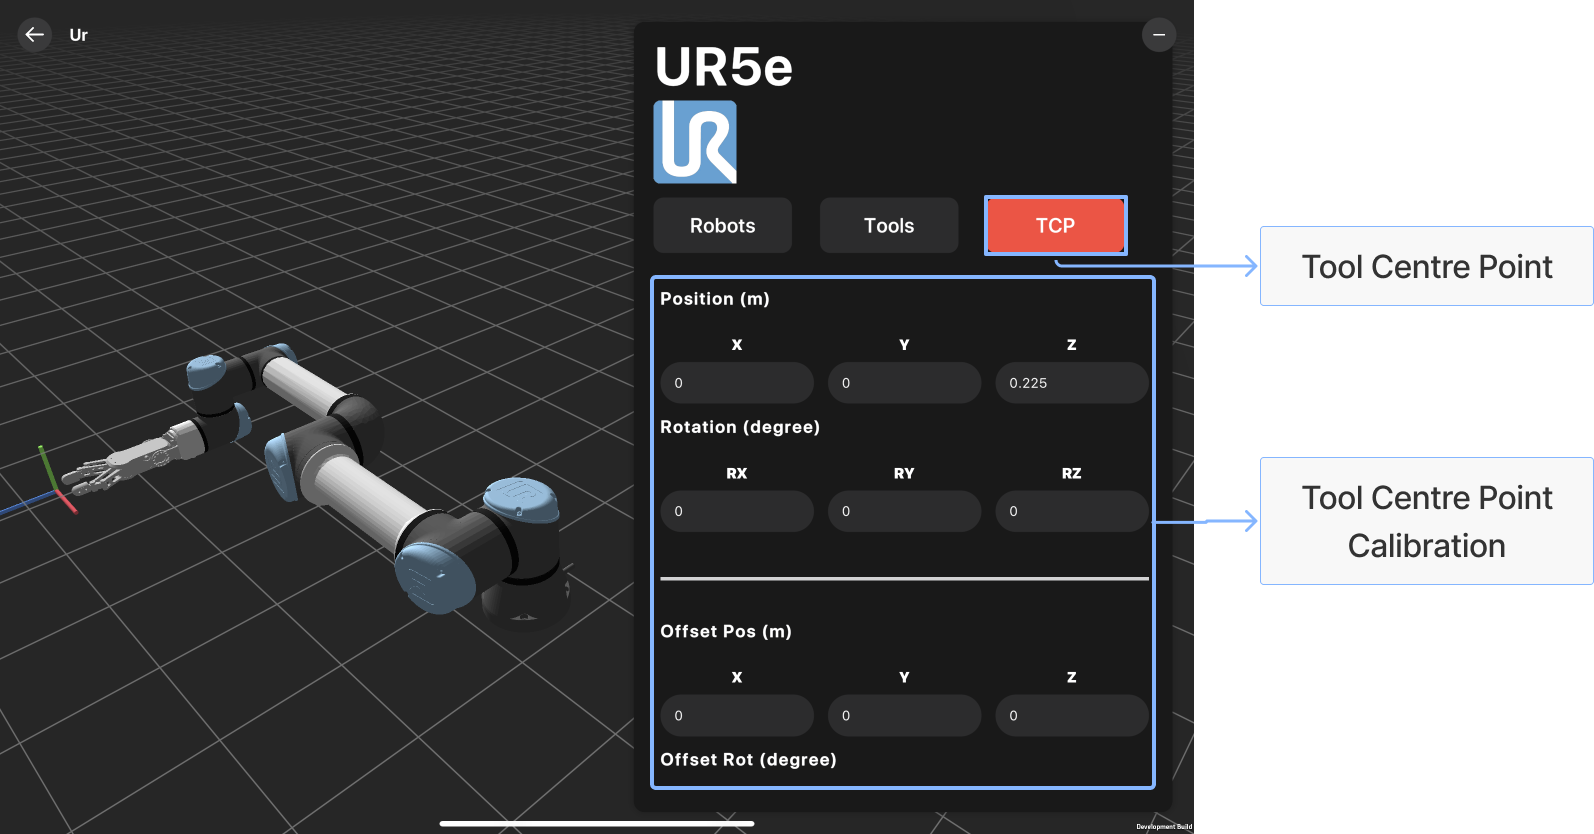 Ur
UR5e
UR
Robots
Tools
TCP
Tool Centre Point
Position (m)
X
Y
Z
0
0
0.225
Rotation (degree)
RX
RY
RZ
0
0
0
Tool Centre Point
Calibration
Offset Pos (m)
X
Y
Z
0
0
0
Offset Rot (degree)
Development Build